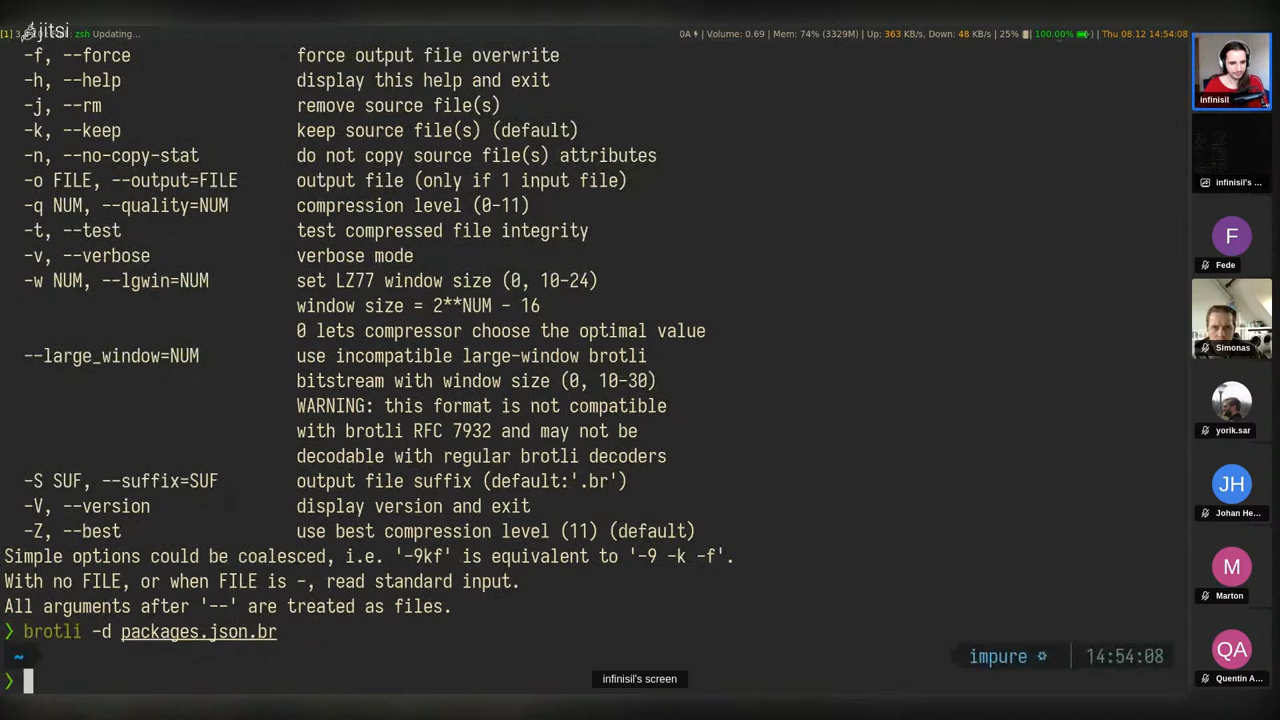 jitsi
zsh Updating...
0A | Volume: 0.69 | Mem: 74% (3329M) | Up: 363 KB/s, Down: 48 KB/s | 25% | 100.00% | Thu 08.12 14:54:08
-f, --force force output file overwrite
-h, --help display this help and exit
-j, --rm remove source file(s)
-k, --keep keep source file(s) (default)
-n, --no-copy-stat do not copy source file(s) attributes
-o FILE, --output=FILE output file (only if 1 input file)
-q NUM, --quality=NUM compression level (0-11)
-t, --test test compressed file integrity
-v, --verbose verbose mode
-w NUM, --lgwin=NUM set LZ77 window size (0, 10-24)
window size = 2**NUM - 16
0 lets compressor choose the optimal value
--large_window=NUM use incompatible large-window brotli
bitstream with window size (0, 10-30)
WARNING: this format is not compatible
with brotli RFC 7932 and may not be
decodable with regular brotli decoders
-S SUF, --suffix=SUF output file suffix (default:'.br')
-V, --version display version and exit
-Z, --best use best compression level (11) (default)
Simple options could be coalesced, i.e. '-9kf' is equivalent to '-9 -k -f'.
With no FILE, or when FILE is -, read standard input.
All arguments after '--' are treated as files.
❯ brotli -d packages.json.br
~ impure 14:54:08
❯
infinisil's screen
infinisil
infinisil's ...
F
Fede
Simonas
yorik.sar
JH
Johan He...
M
Marton
QA
Quentin A...